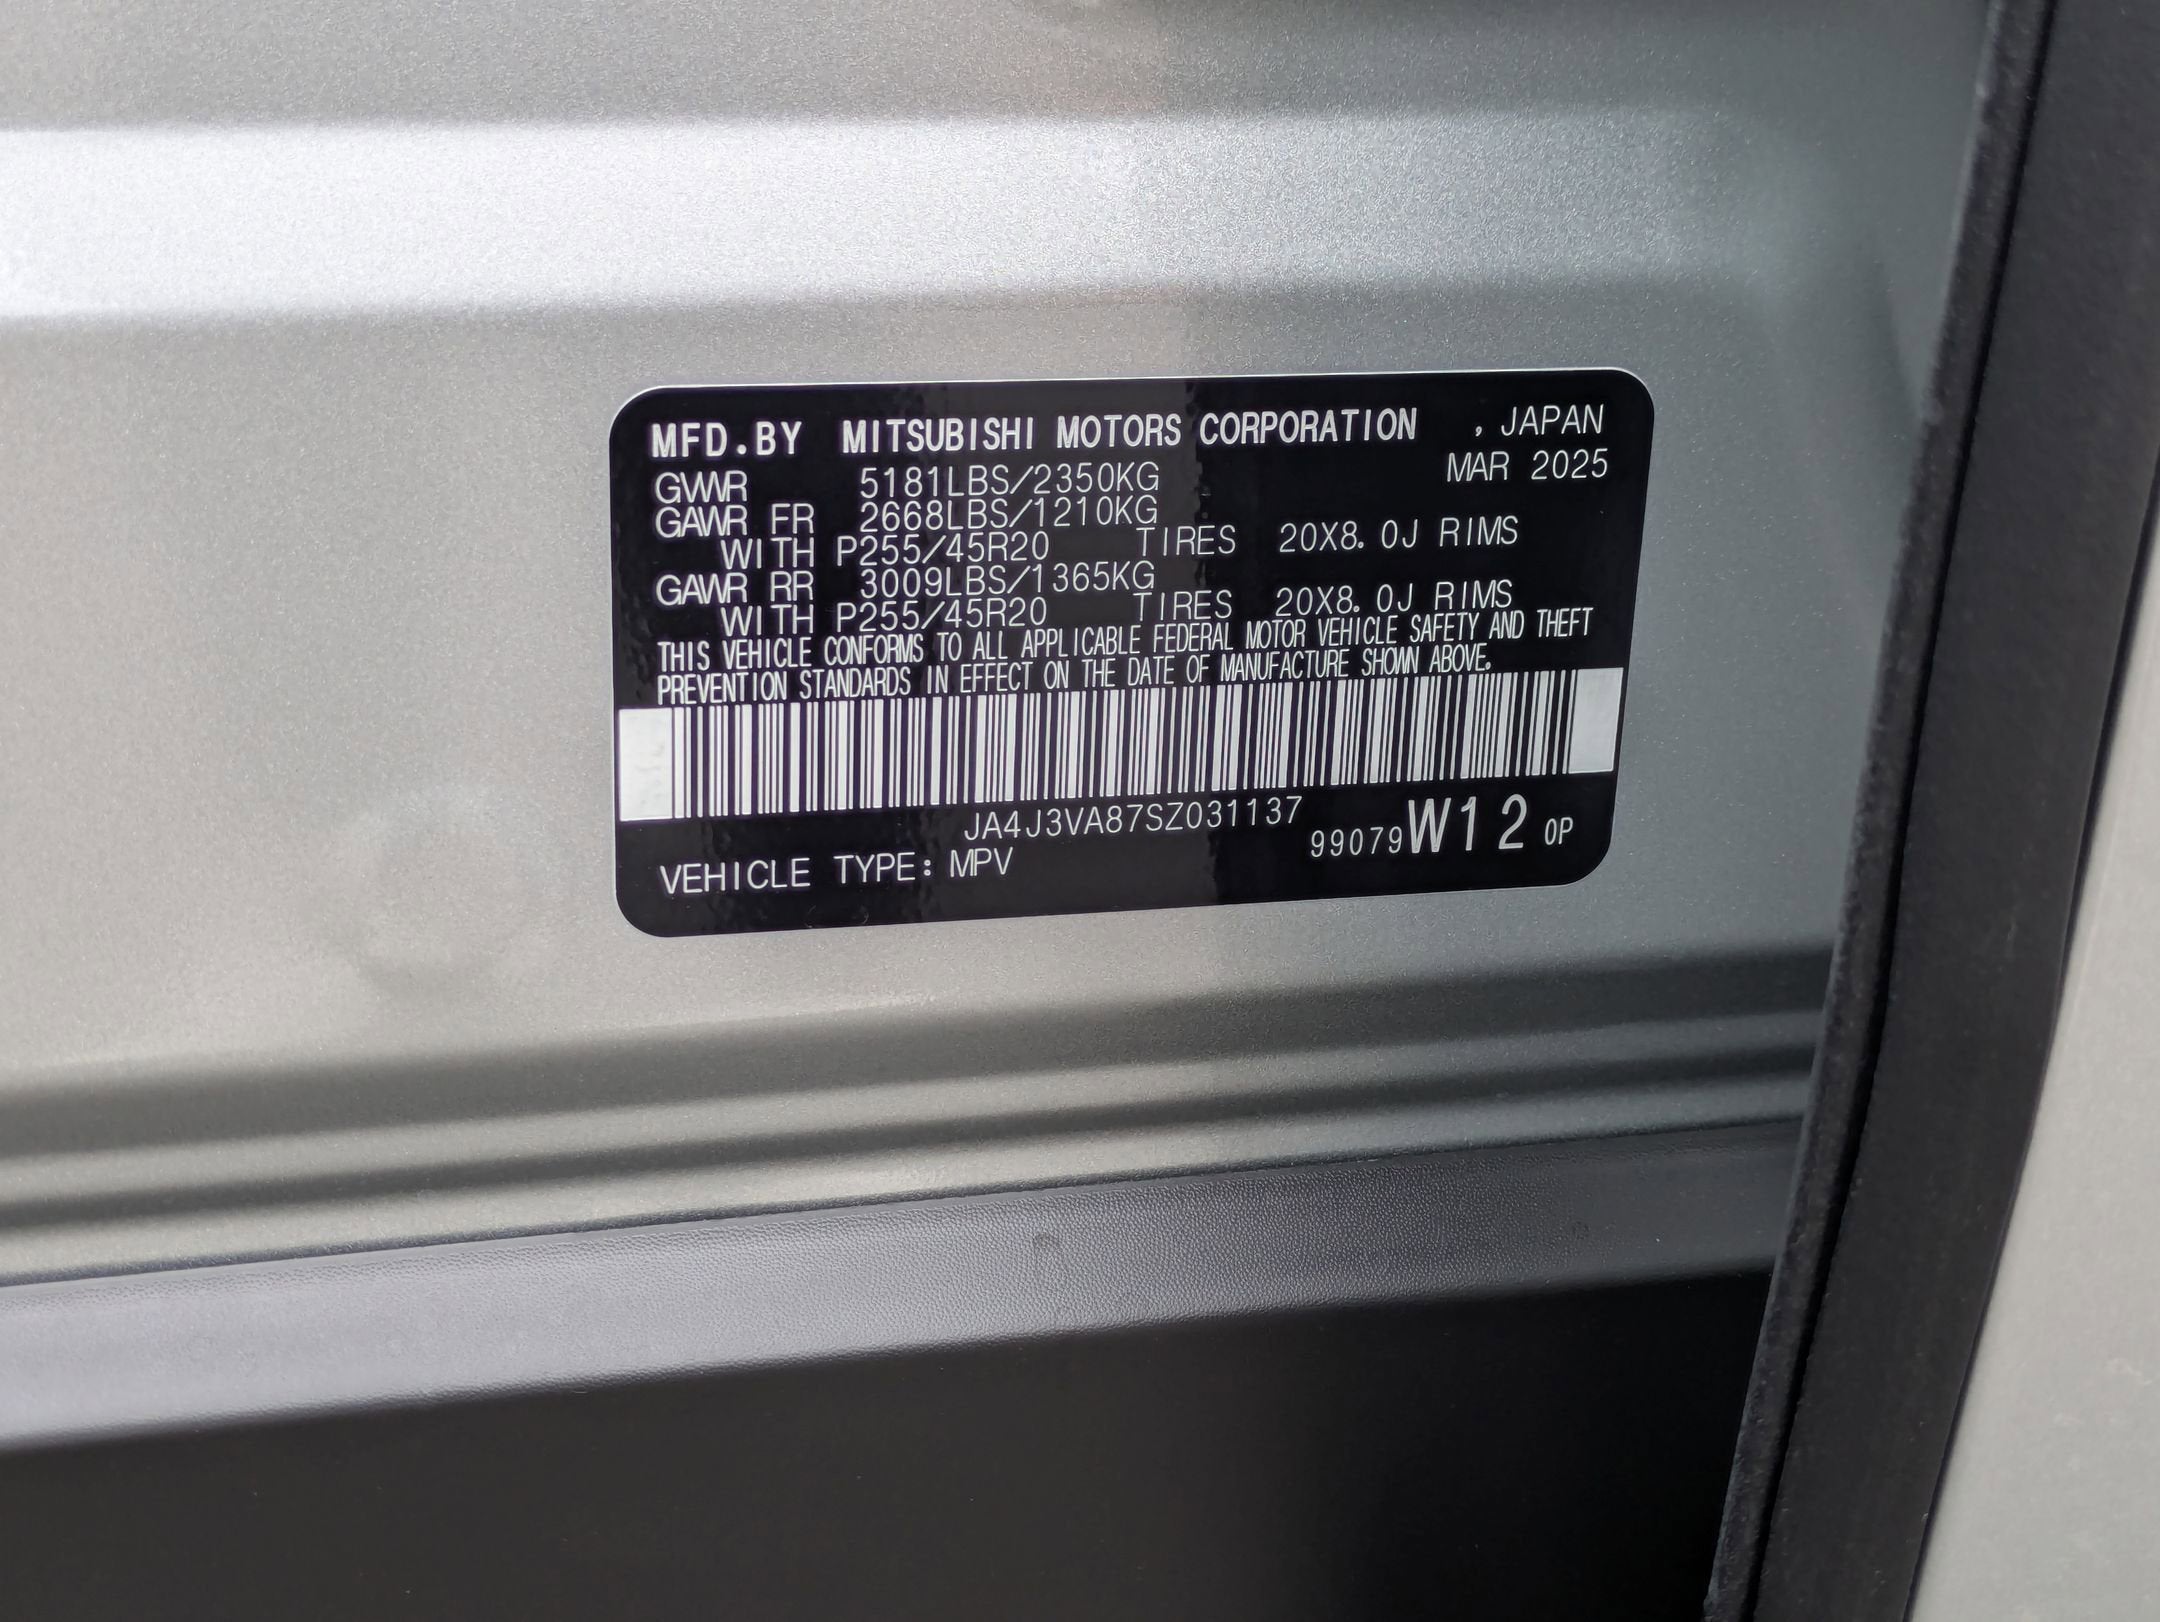 MFD.BY MITSUBISHI MOTORS CORPORATION , JAPAN
GVWR 5181LBS/2350KG MAR 2025
GAWR FR 2668LBS/1210KG
WITH P255/45R20 TIRES 20X8.0J RIMS
GAWR RR 3009LBS/1365KG
WITH P255/45R20 TIRES 20X8.0J RIMS
THIS VEHICLE CONFORMS TO ALL APPLICABLE FEDERAL MOTOR VEHICLE SAFETY AND THEFT
PREVENTION STANDARDS IN EFFECT ON THE DATE OF MANUFACTURE SHOWN ABOVE.
JA4J3VA87SZ031137
99079W12 0P
VEHICLE TYPE: MPV